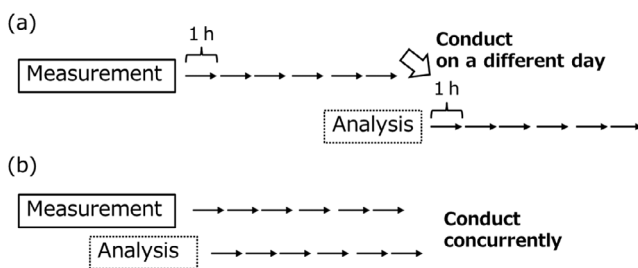 (a)
1 h
Conduct
on a different day
Measurement
1 h
Analysis
(b)
Measurement
Analysis
Conduct
concurrently